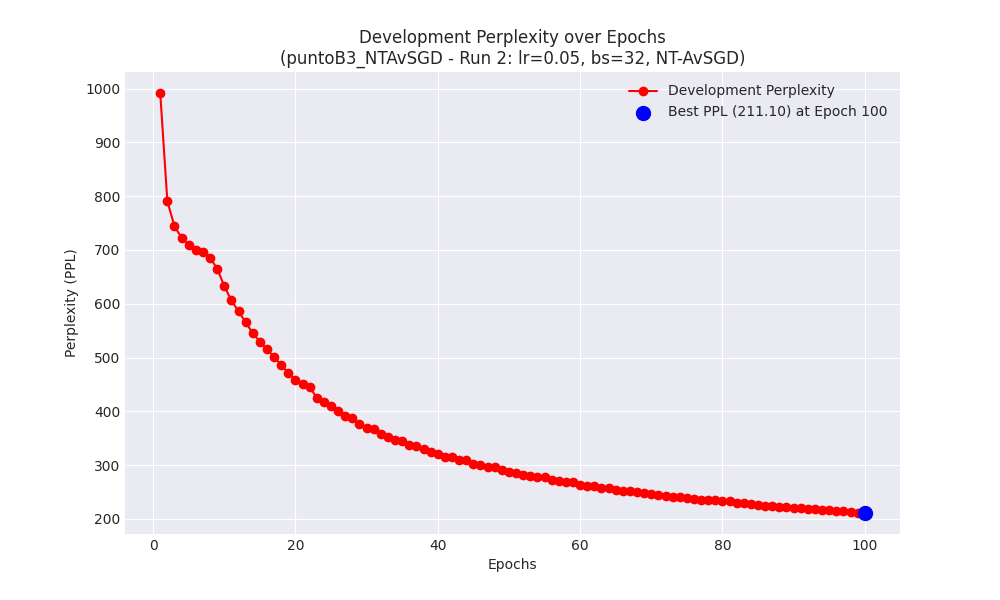 Development Perplexity over Epochs
(puntoB3_NTAvSGD - Run 2: lr=0.05, bs=32, NT-AvSGD)
Development Perplexity
Best PPL (211.10) at Epoch 100
Perplexity (PPL)
1000
900
800
700
600
500
400
300
200
0 20 40 60 80 100
Epochs